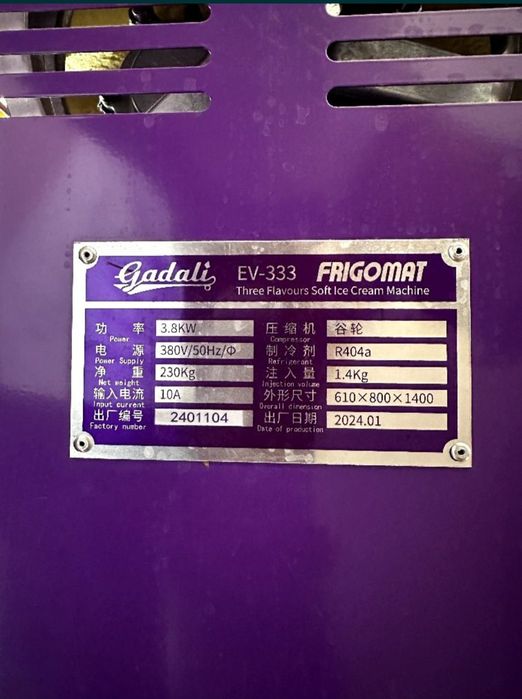 Gadali EV-333 FRIGOMAT
Three Flavours Soft Ice Cream Machine
功 率 3.8KW 压缩机 谷轮
Power Compressor
电 源 380V/50Hz/Φ 制冷剂 R404a
Power Supply Refrigerant
净 重 230Kg 注入量 1.4Kg
Net weight Injection volume
输入电流 10A 外形尺寸 610×800×1400
Input current Overall dimension
出厂编号 2401104 出厂日期 2024.01
Factory number Date of production